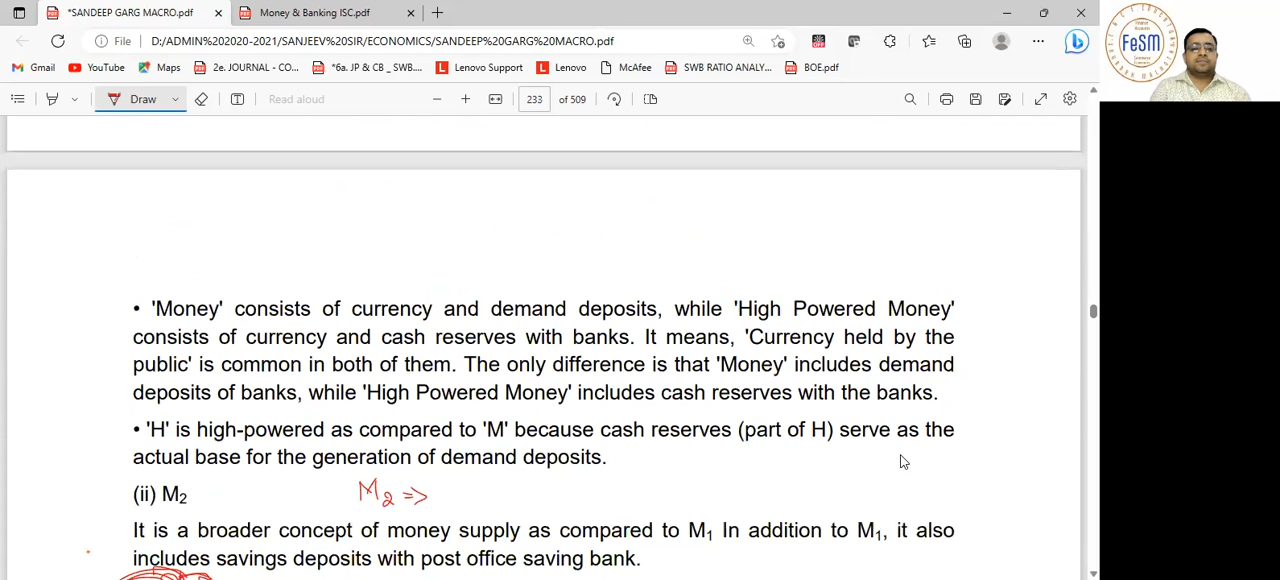 *SANDEEP GARG MACRO.pdf
Money & Banking ISC.pdf
File
D:/ADMIN%202020-2021/SANJEEV%20SIR/ECONOMICS/SANDEEP%20GARG%20MACRO.pdf
Gmail
YouTube
Maps
2e. JOURNAL - CO...
*6a. JP & CB _ SWB....
Lenovo Support
Lenovo
McAfee
SWB RATIO ANALY...
BOE.pdf
Draw
Read aloud
233 of 509
FeSM
• 'Money' consists of currency and demand deposits, while 'High Powered Money'
consists of currency and cash reserves with banks. It means, 'Currency held by the
public' is common in both of them. The only difference is that 'Money' includes demand
deposits of banks, while 'High Powered Money' includes cash reserves with the banks.
• 'H' is high-powered as compared to 'M' because cash reserves (part of H) serve as the
actual base for the generation of demand deposits.
(ii) M₂
M₂ =>
It is a broader concept of money supply as compared to M₁ In addition to M₁, it also
includes savings deposits with post office saving bank.